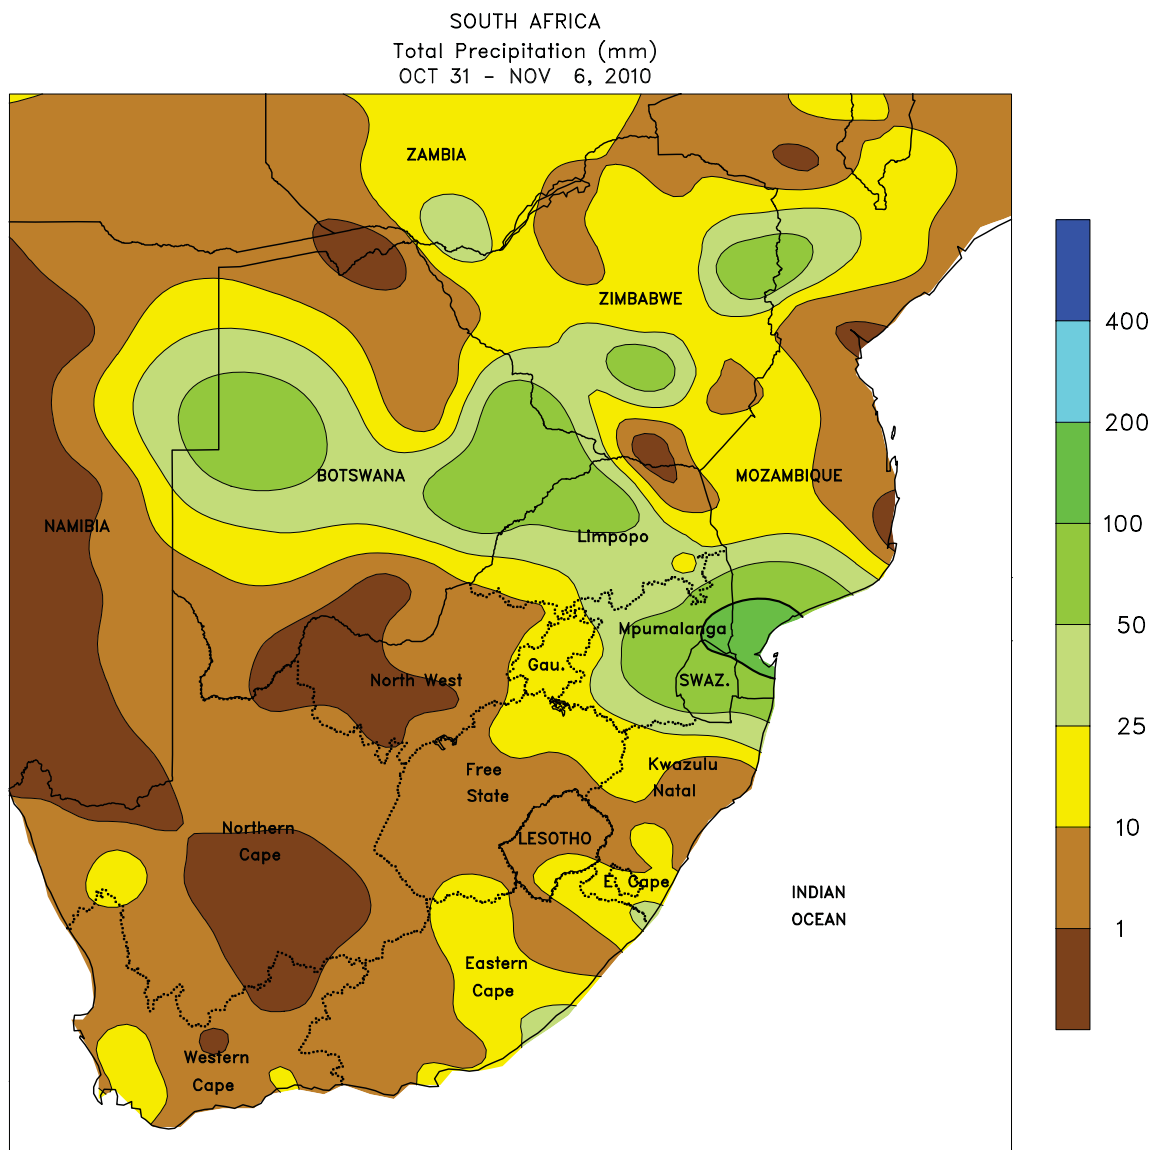 SOUTH AFRICA
Total Precipitation (mm)
OCT 31 - NOV 6, 2010
ZAMBIA
ZIMBABWE
400
200
BOTSWANA
MOZAMBIQUE
NAMIBIA
100
Limpopo
50
Mpumalanga
Gau.
North West
SWAZ.
25
Free
State
Kwazulu
Natal
10
Northern
Cape
LESOTHO
E. Cape
INDIAN
OCEAN
1
Eastern
Cape
Western
Cape